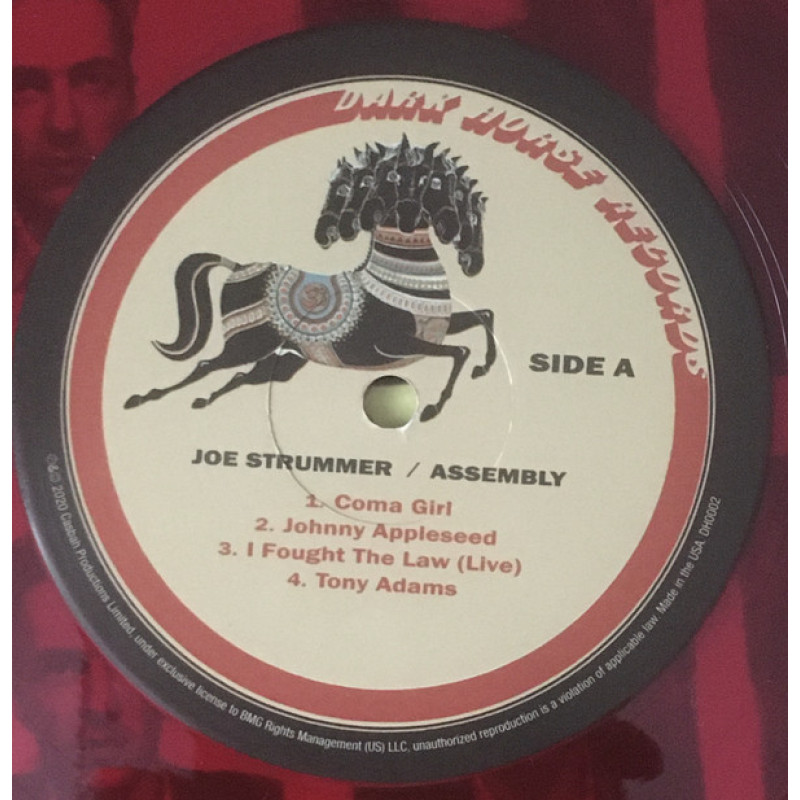 DARK HORSE RECORDS
SIDE A
JOE STRUMMER / ASSEMBLY
1. Coma Girl
2. Johnny Appleseed
3. I Fought The Law (Live)
4. Tony Adams
℗&© 2020 Casbah Productions Limited, under exclusive license to BMG Rights Management (US) LLC, unauthorized reproduction is a violation of applicable law. Made in the USA. DH0002